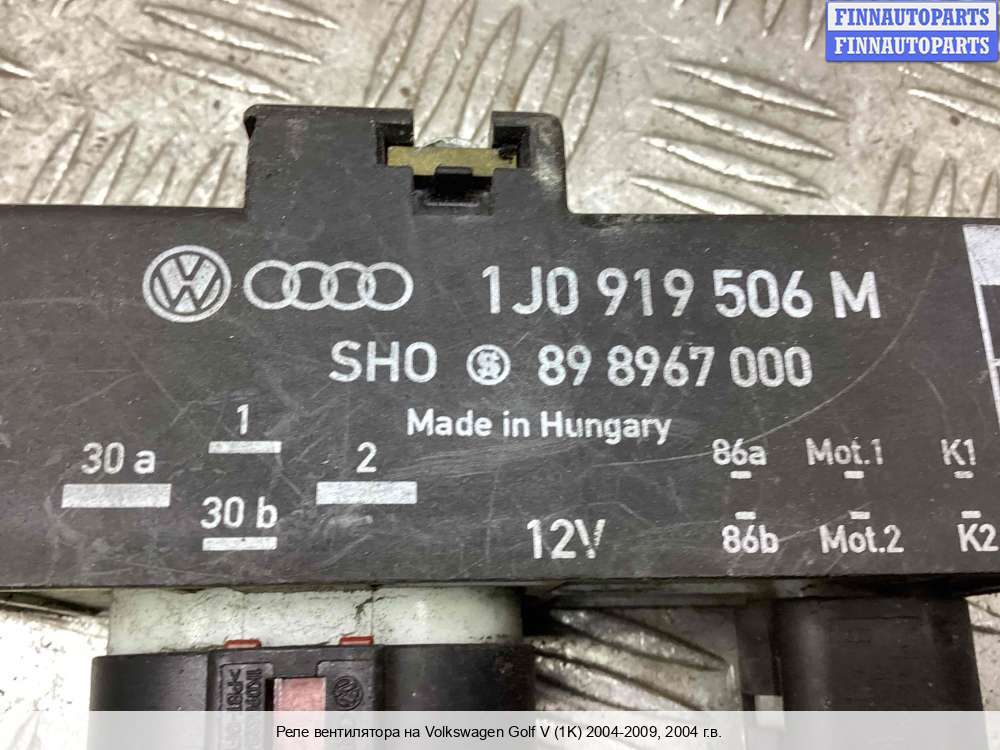 FINNAUTOPARTS
FINNAUTOPARTS
1J0 919 506 M
SHO 89 8967 000
Made in Hungary
1
30 a
2
30 b
12V
86a Mot.1 K1
86b Mot.2 K2
Реле вентилятора на Volkswagen Golf V (1K) 2004-2009, 2004 г.в.